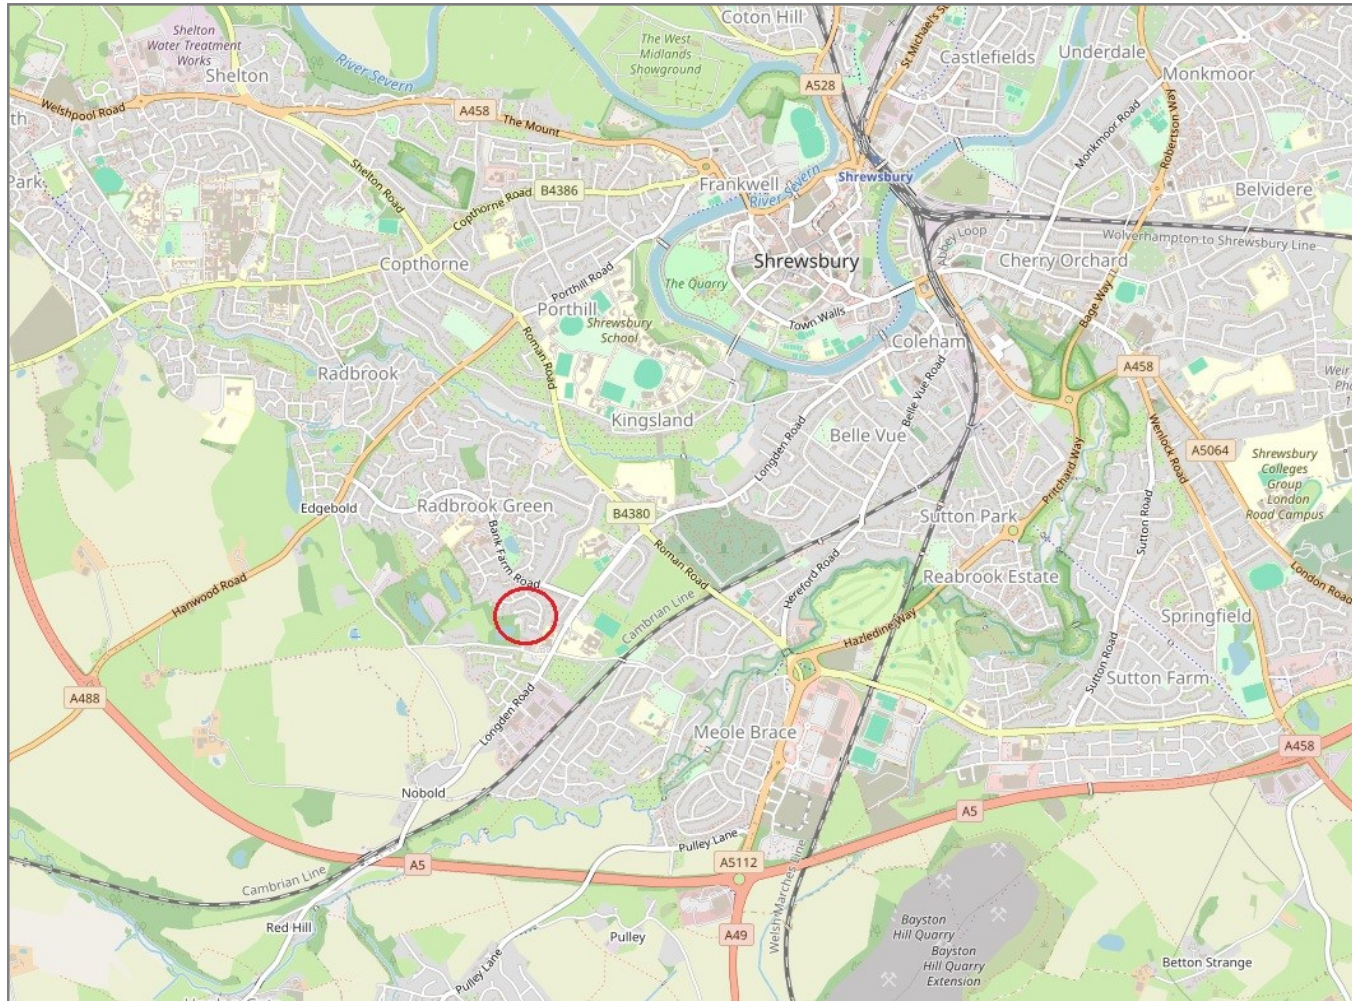 Coton Hill
St Michael's St
Castlefields
Underdale
Monkmoor
Shelton
Water Treatment
Works
Shelton
River Severn
The West
Midlands
Showground
A528
Welshpool Road
A458
The Mount
Monkmoor Road
Robertson Way
th
Park
Shelton Road
Copthorne Road
B4386
Frankwell
River Severn
Shrewsbury
Belvidere
Wolverhampton to Shrewsbury Line
Abbey Loop
Cherry Orchard
Copthorne
Porthill Road
The Quarry
Shrewsbury
Town Walls
Bage Way
Porthill
Shrewsbury
School
Roman Road
Coleham
Radbrook
Belle Vue Road
A458
Weir
Kingsland
Longden Road
Belle Vue
Wenlock Road
A5064
Shrewsbury
Colleges
Group
London
Road Campus
Pritchard Way
Edgebold
Radbrook Green
B4380
Sutton Park
Sutton Road
Bank Farm Road
Roman Road
Hereford Road
Reabrook Estate
London Road
Hanwood Road
Cambrian Line
Hazledine Way
Springfield
A488
Longden Road
Sutton Road
Sutton Farm
Meole Brace
A458
Nobold
A5
Pulley Lane
A5
A5112
Cambrian Line
Welsh Marches Line
Red Hill
Pulley
A49
Bayston
Hill Quarry
Bayston
Hill Quarry
Extension
Betton Strange
Pulley Lane